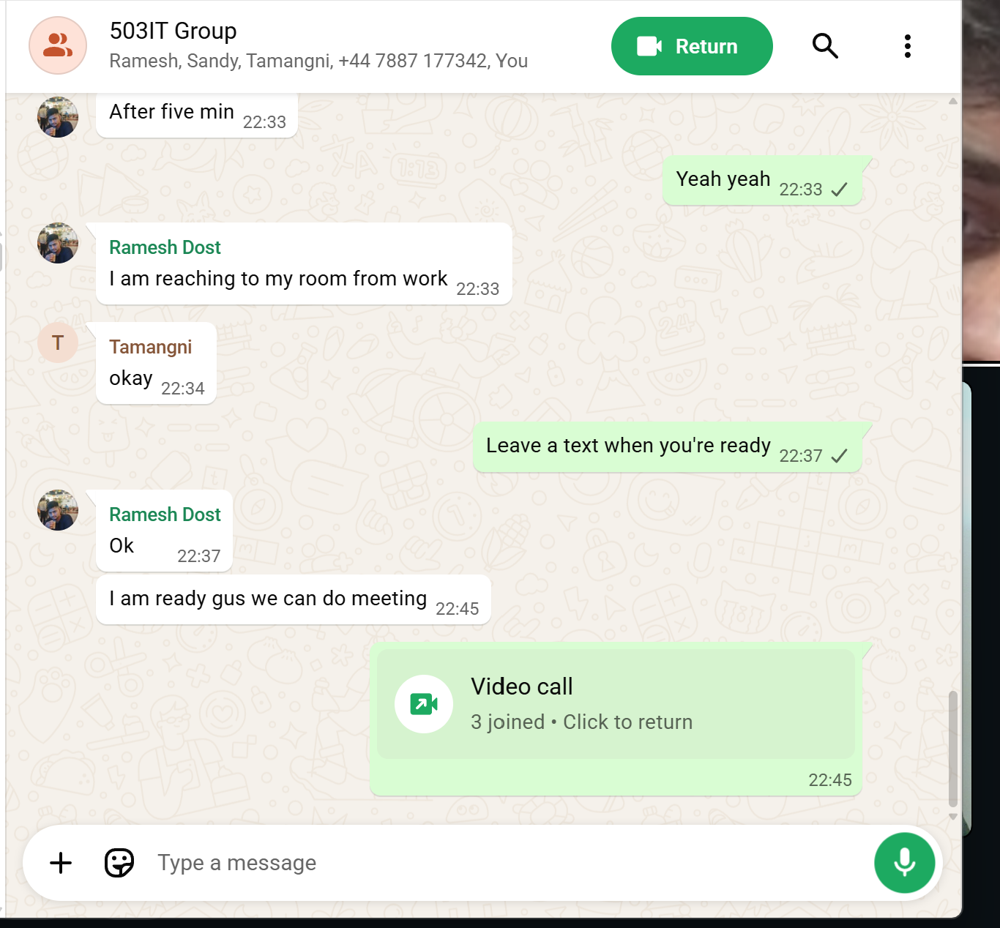 503IT Group
Ramesh, Sandy, Tamangni, +44 7887 177342, You
Return
After five min 22:33
Yeah yeah 22:33
Ramesh Dost
I am reaching to my room from work 22:33
T
Tamangni
okay 22:34
Leave a text when you're ready 22:37
Ramesh Dost
Ok 22:37
I am ready gus we can do meeting 22:45
Video call
3 joined • Click to return
22:45
Type a message